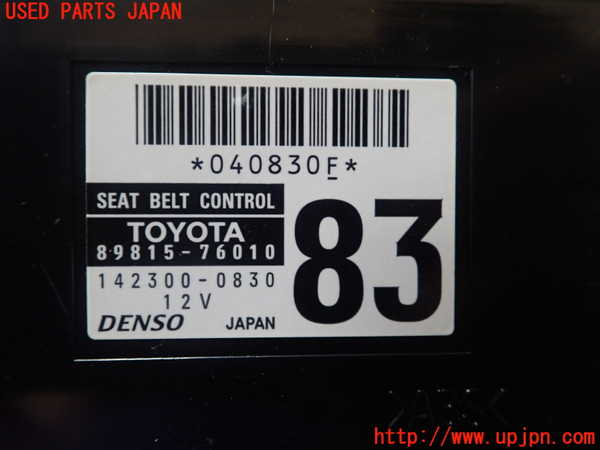 USED PARTS JAPAN
*040830F*
SEAT BELT CONTROL
TOYOTA
89815-76010
83
142300-0830
12V
DENSO JAPAN
http://www.upjpn.com/